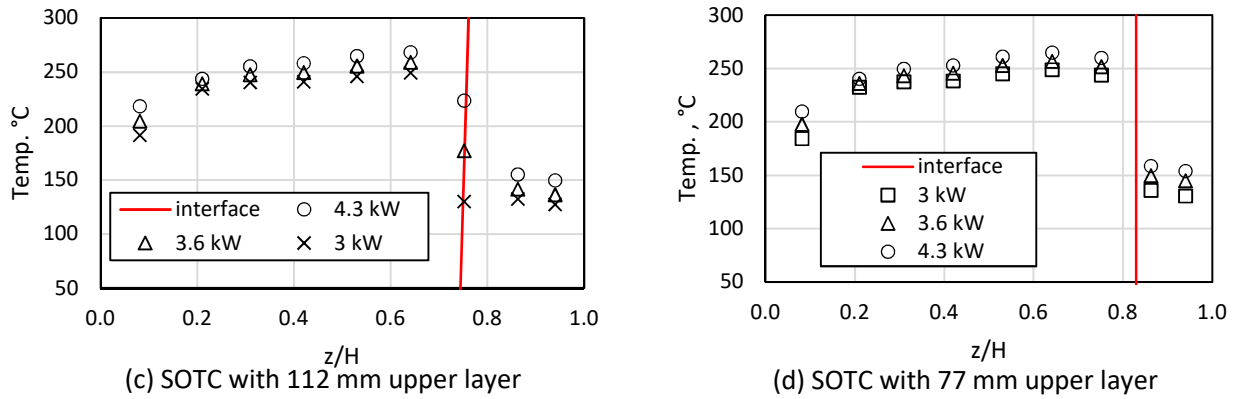 300
250
200
150
100
50
Temp. °C
interface
4.3 kW
3.6 kW
3 kW
0.0 0.2 0.4 0.6 0.8 1.0
z/H
(c) SOTC with 112 mm upper layer
300
250
200
150
100
50
Temp. , °C
interface
3 kW
3.6 kW
4.3 kW
0.0 0.2 0.4 0.6 0.8 1.0
z/H
(d) SOTC with 77 mm upper layer